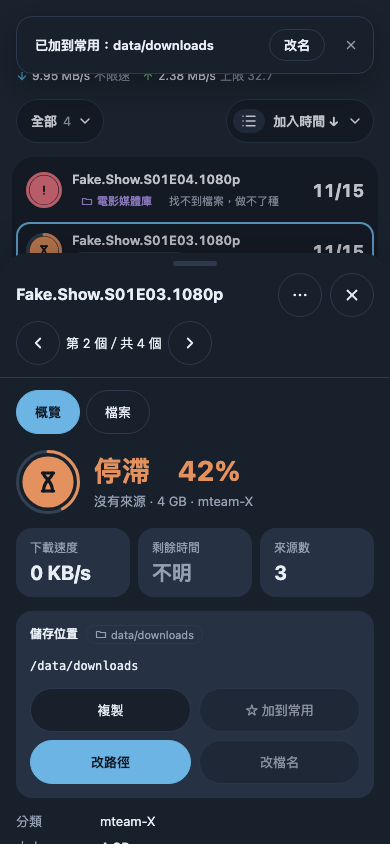 已加到常用：data/downloads 改名 ×
↓ 9.95 MB/s 不限速 ↑ 2.38 MB/s 上限 32.7
全部 4 加入時間 ↓
Fake.Show.S01E04.1080p
電影媒體庫 找不到檔案，做不了種 11/15
Fake.Show.S01E03.1080p 11/15
Fake.Show.S01E03.1080p
第 2 個 / 共 4 個
概覽 檔案
停滯 42%
沒有來源 · 4 GB · mteam-X
下載速度 剩餘時間 來源數
0 KB/s 不明 3
儲存位置 data/downloads
/data/downloads
複製 ☆ 加到常用
改路徑 改檔名
分類 mteam-X